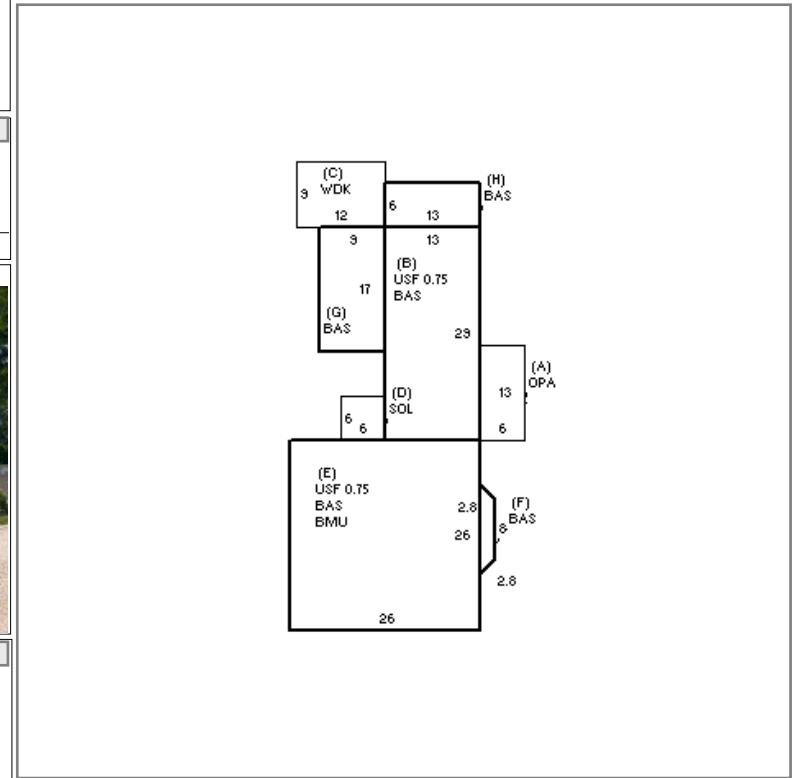 (C)
WDK
9
12
(H)
BAS
6
13
9
13
(B)
USF 0.75
BAS
17
(G)
BAS
29
(A)
OPA
13
6
(D)
SOL
6
6
(E)
USF 0.75
BAS
BMU
2.8
(F)
BAS
8
26
2.8
26